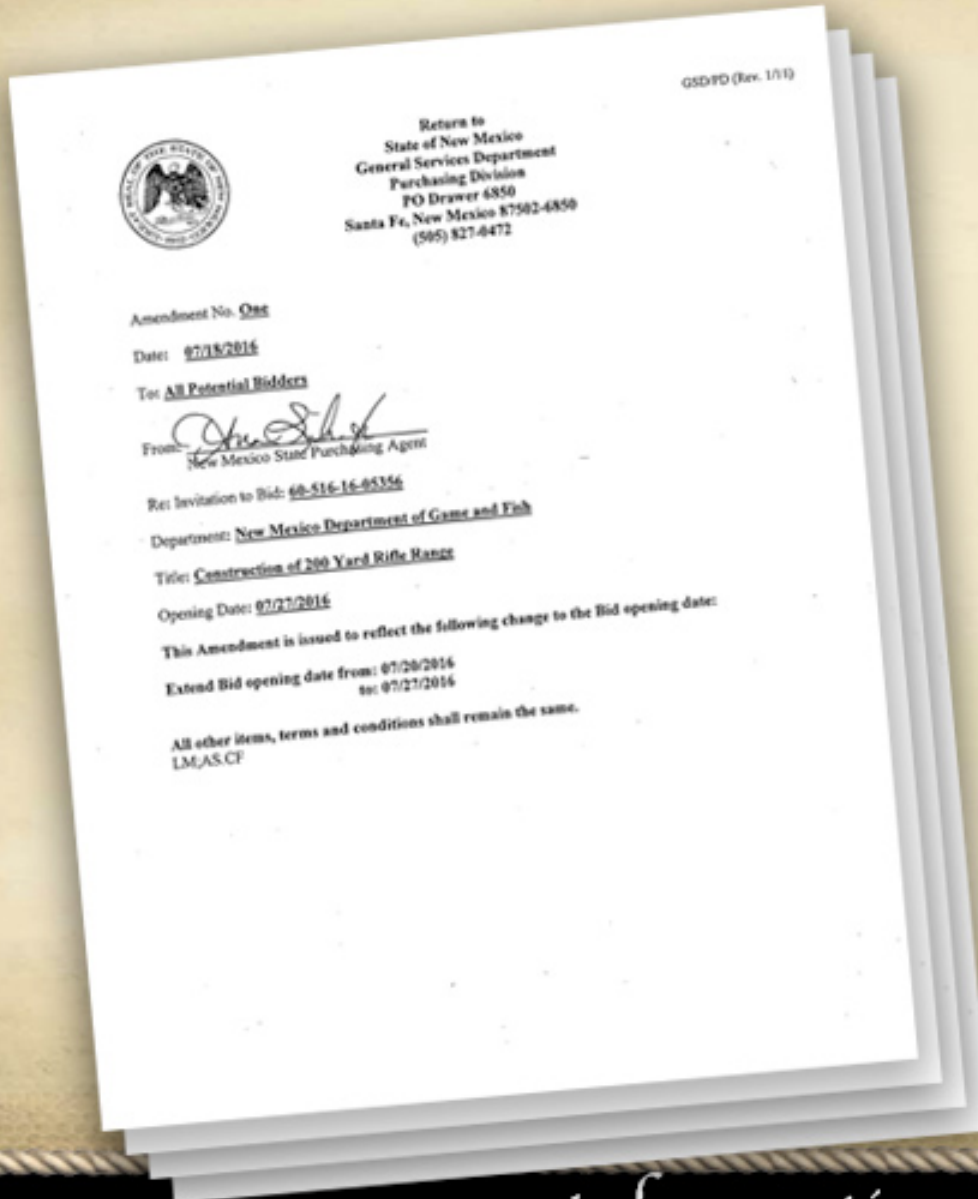 GSD/PD (Rev. 1/11)
Return to
State of New Mexico
General Services Department
Purchasing Division
PO Drawer 6850
Santa Fe, New Mexico 87502-6850
(505) 827-0472
Amendment No. One
Date: 07/18/2016
To: All Potential Bidders
From:
New Mexico State Purchasing Agent
Re: Invitation to Bid: 60-516-16-05356
Department: New Mexico Department of Game and Fish
Title: Construction of 200 Yard Rifle Range
Opening Date: 07/27/2016
This Amendment is issued to reflect the following change to the Bid opening date:
Extend Bid opening date from: 07/20/2016
to: 07/27/2016
All other items, terms and conditions shall remain the same.
LM;AS.CF